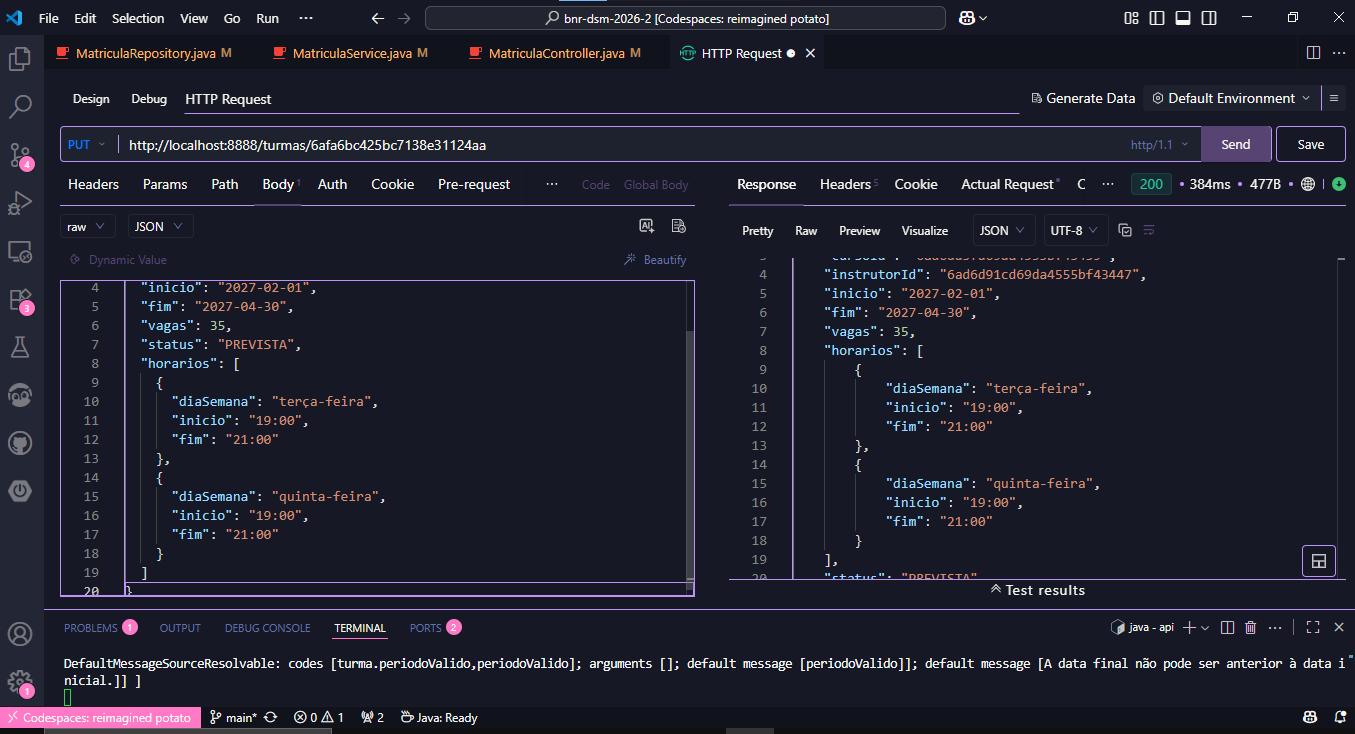 File Edit Selection View Go Run ··· bnr-dsm-2026-2 [Codespaces: reimagined potato]
MatriculaRepository.java M MatriculaService.java M MatriculaController.java M HTTP HTTP Request
Design Debug HTTP Request Generate Data Default Environment
PUT http://localhost:8888/turmas/6afa6bc425bc7138e31124aa http/1.1 Send Save
Headers Params Path Body 1 Auth Cookie Pre-request ··· Code Global Body
raw JSON
Dynamic Value Beautify
4 "inicio": "2027-02-01",
5 "fim": "2027-04-30",
6 "vagas": 35,
7 "status": "PREVISTA",
8 "horarios": [
9 {
10 "diaSemana": "terça-feira",
11 "inicio": "19:00",
12 "fim": "21:00"
13 },
14 {
15 "diaSemana": "quinta-feira",
16 "inicio": "19:00",
17 "fim": "21:00"
18 }
19 ]
20 }
Response Headers 5 Cookie Actual Request C ··· 200 • 384ms • 477B •
Pretty Raw Preview Visualize JSON UTF-8
4 "instrutorId": "6ad6d91cd69da4555bf43447",
5 "inicio": "2027-02-01",
6 "fim": "2027-04-30",
7 "vagas": 35,
8 "horarios": [
9 {
10 "diaSemana": "terça-feira",
11 "inicio": "19:00",
12 "fim": "21:00"
13 },
14 {
15 "diaSemana": "quinta-feira",
16 "inicio": "19:00",
17 "fim": "21:00"
18 }
19 ],
20 "status": "PREVISTA"
Test results
PROBLEMS 1 OUTPUT DEBUG CONSOLE TERMINAL PORTS 2 java - api
DefaultMessageSourceResolvable: codes [turma.periodoValido,periodoValido]; arguments []; default message [periodoValido]]; default message [A data final não pode ser anterior à data i
nicial.]] ]
4
3
1
Codespaces: reimagined potato main* 0 1 2 Java: Ready